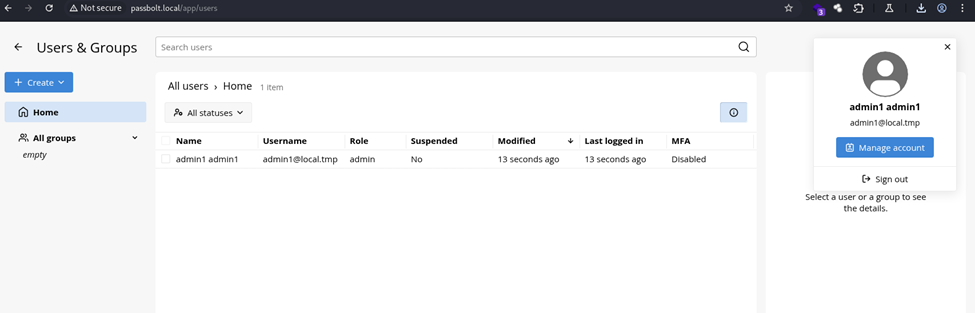 Not secure passbolt.local/app/users
3
Users & Groups
Search users
Create
Home
All groups
empty
All users › Home 1 item
All statuses
Name Username Role Suspended Modified Last logged in MFA
admin1 admin1 admin1@local.tmp admin No 13 seconds ago 13 seconds ago Disabled
admin1 admin1
admin1@local.tmp
Manage account
Sign out
Select a user or a group to see
the details.